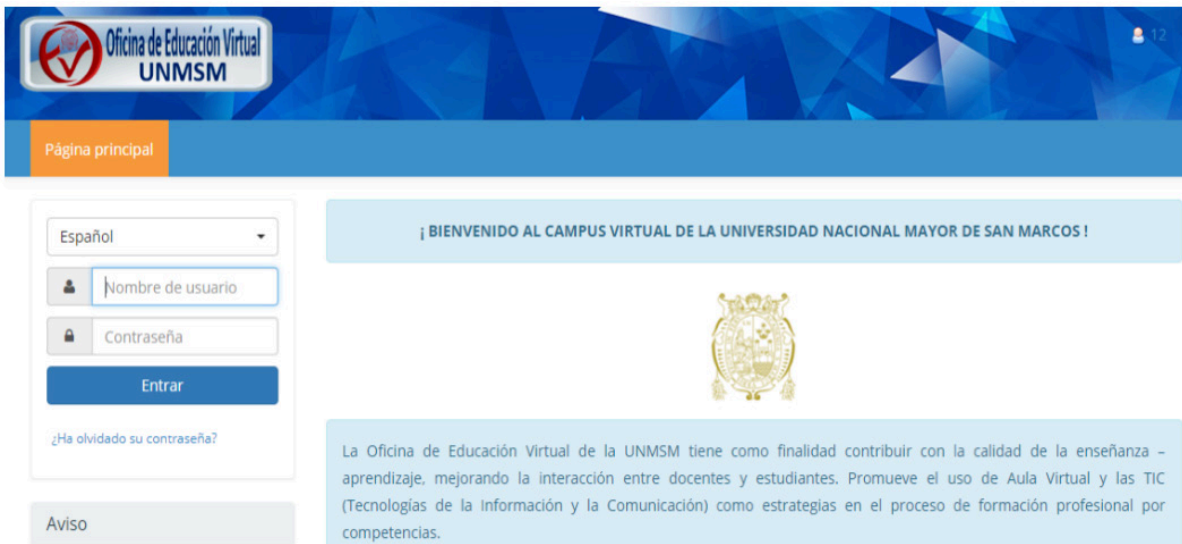 Oficina de Educación Virtual
UNMSM
12
Página principal
Español
Nombre de usuario
Contraseña
Entrar
¿Ha olvidado su contraseña?
Aviso
¡ BIENVENIDO AL CAMPUS VIRTUAL DE LA UNIVERSIDAD NACIONAL MAYOR DE SAN MARCOS !
La Oficina de Educación Virtual de la UNMSM tiene como finalidad contribuir con la calidad de la enseñanza –
aprendizaje, mejorando la interacción entre docentes y estudiantes. Promueve el uso de Aula Virtual y las TIC
(Tecnologías de la Información y la Comunicación) como estrategias en el proceso de formación profesional por
competencias.